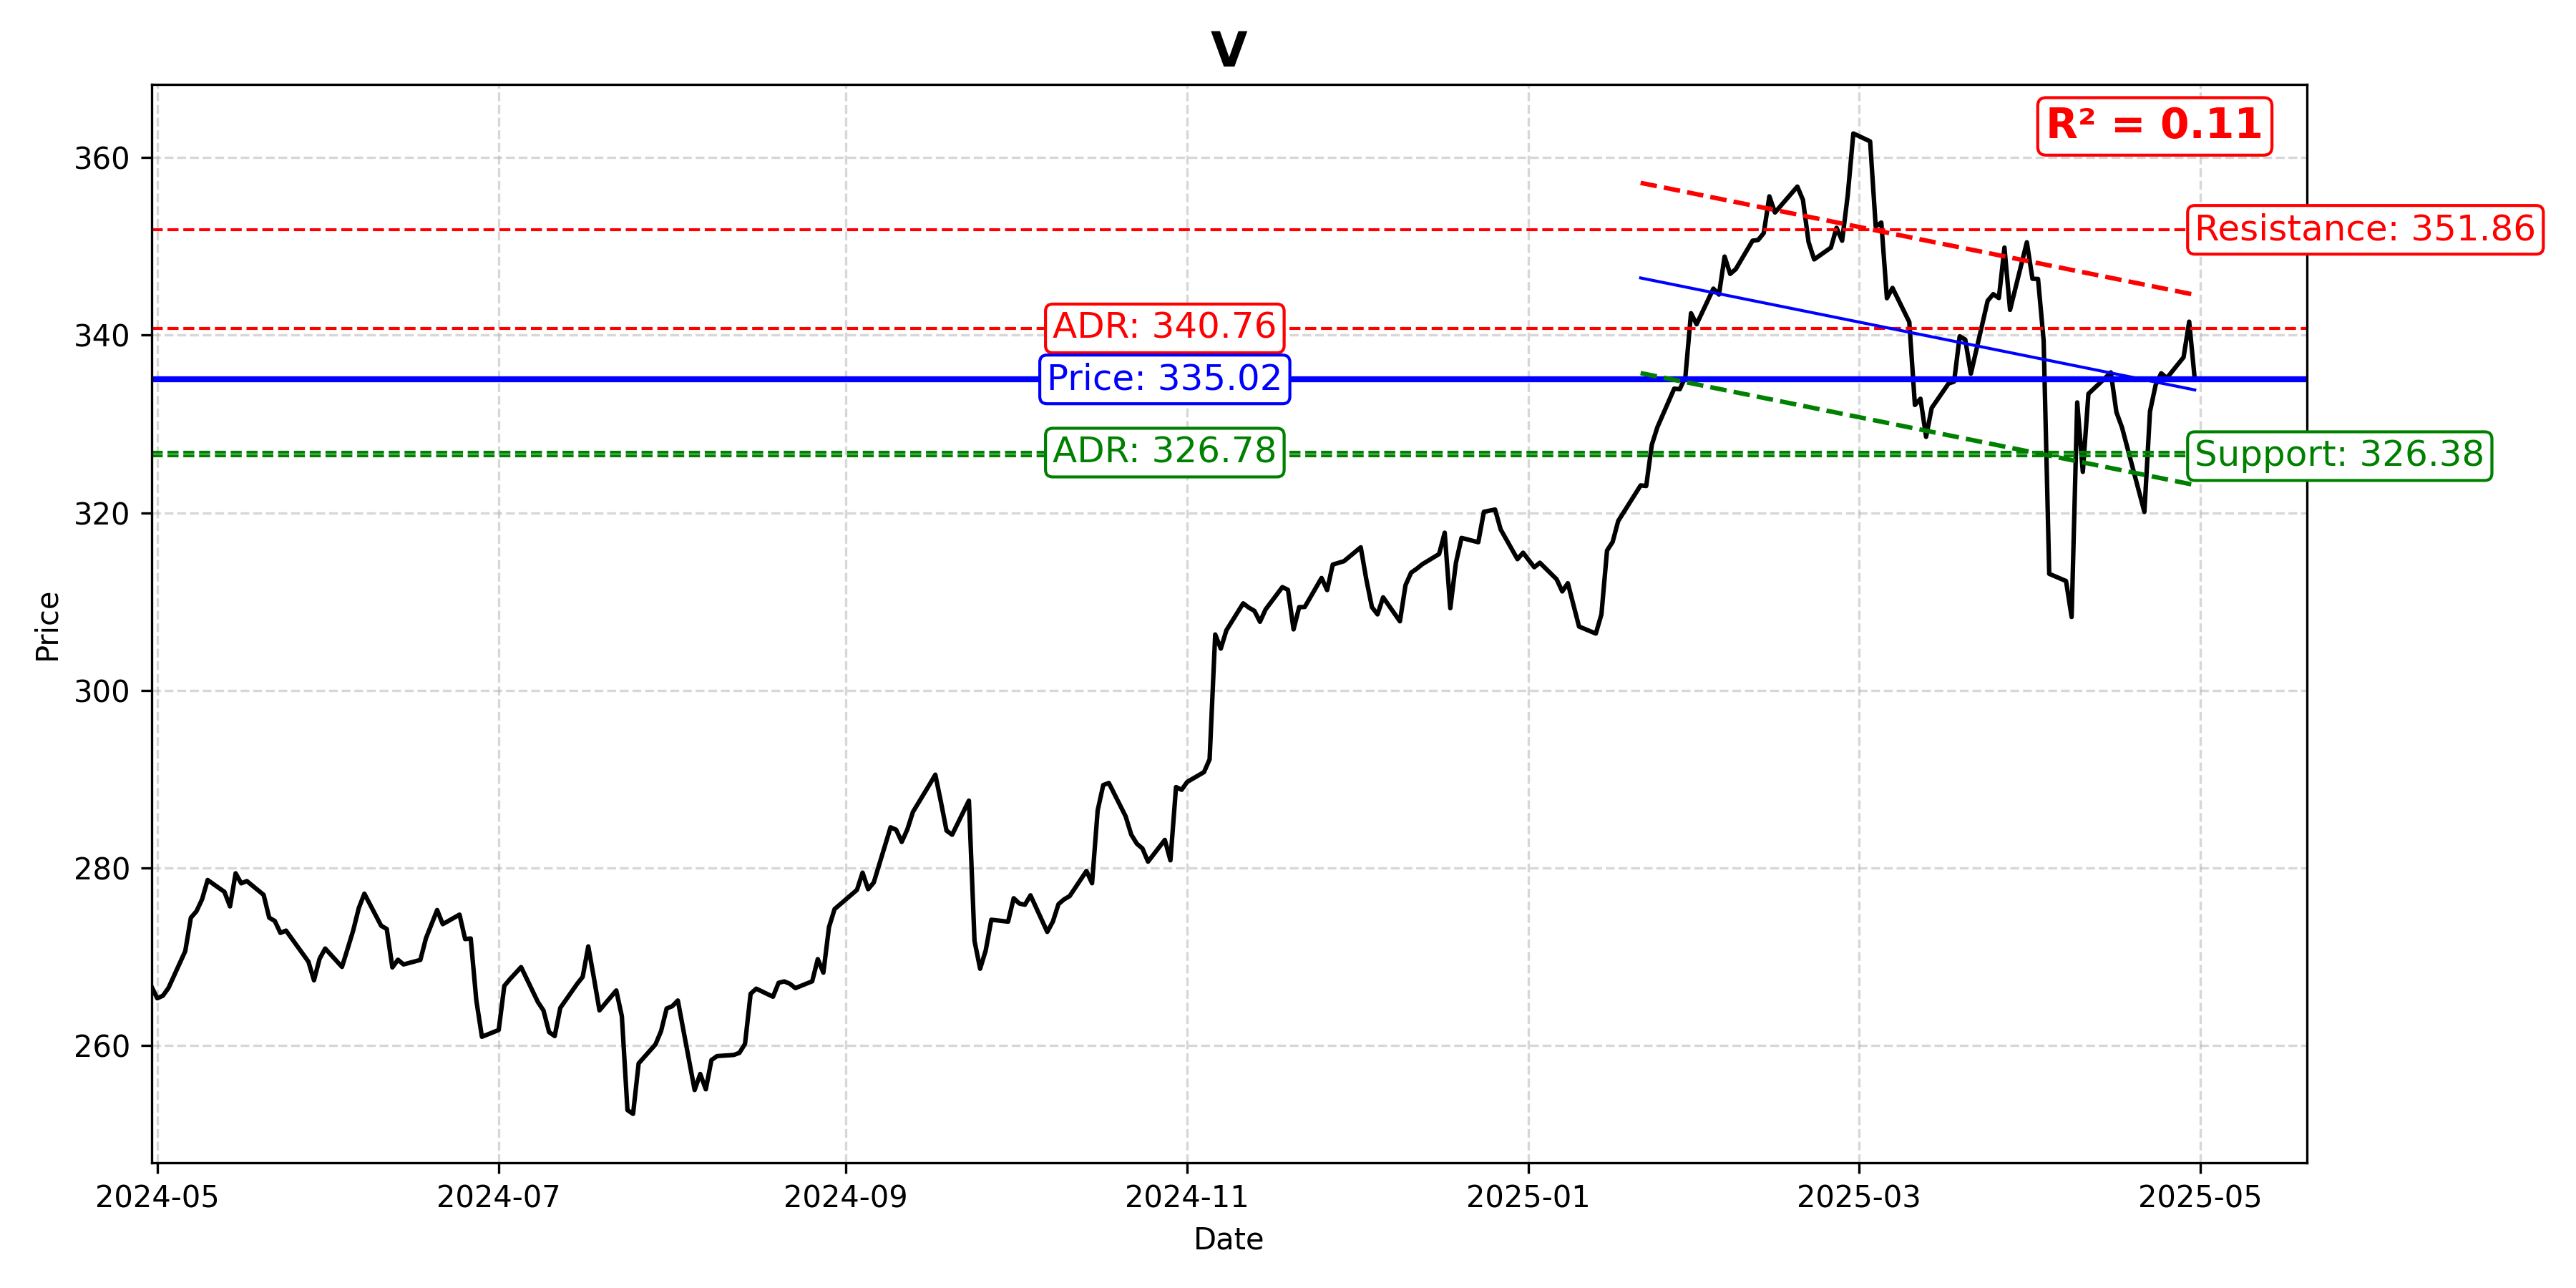 V
R² = 0.11
360
340
320
300
280
260
Price
Resistance: 351.86
ADR: 340.76
Price: 335.02
ADR: 326.78
Support: 326.38
2024-05
2024-07
2024-09
2024-11
2025-01
2025-03
2025-05
Date